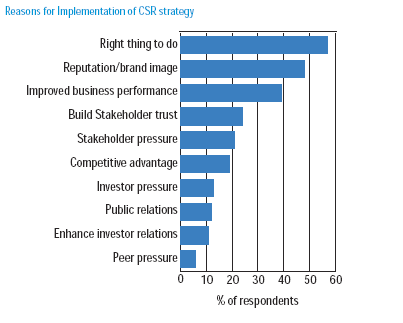 Reasons for Implementation of CSR strategy
Right thing to do
Reputation/brand image
Improved business performance
Build Stakeholder trust
Stakeholder pressure
Competitive advantage
Investor pressure
Public relations
Enhance investor relations
Peer pressure
0 10 20 30 40 50 60
% of respondents